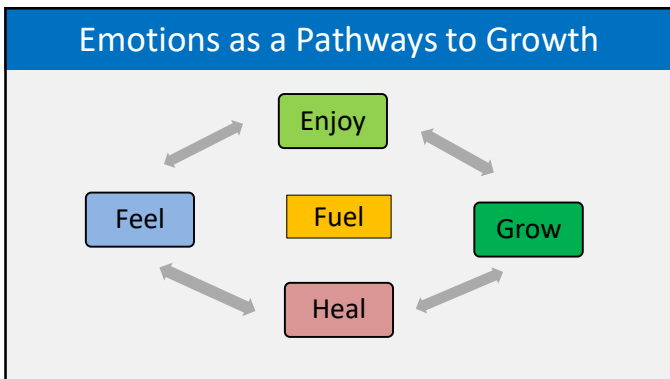 Emotions as a Pathways to Growth
Enjoy
Feel
Fuel
Grow
Heal